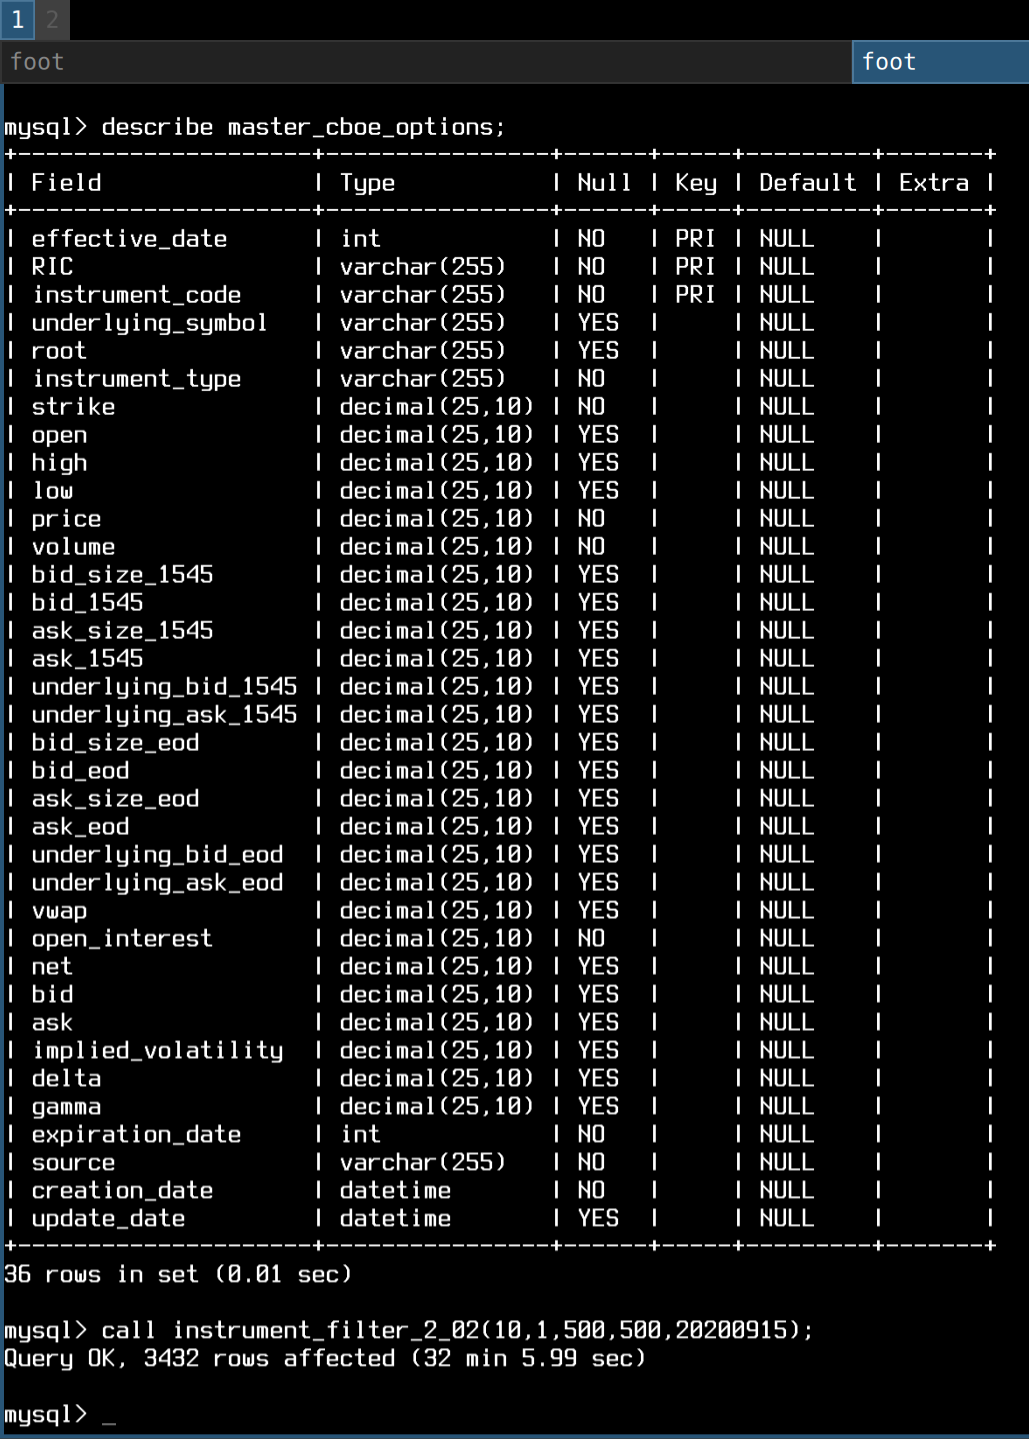 1 2
foot foot
mysql> describe master_cboe_options;
+----------------------+----------------+------+-----+---------+-------+
| Field                | Type           | Null | Key | Default | Extra |
+----------------------+----------------+------+-----+---------+-------+
| effective_date       | int            | NO   | PRI | NULL    |       |
| RIC                  | varchar(255)   | NO   | PRI | NULL    |       |
| instrument_code      | varchar(255)   | NO   | PRI | NULL    |       |
| underlying_symbol    | varchar(255)   | YES  |     | NULL    |       |
| root                 | varchar(255)   | YES  |     | NULL    |       |
| instrument_type      | varchar(255)   | NO   |     | NULL    |       |
| strike               | decimal(25,10) | NO   |     | NULL    |       |
| open                 | decimal(25,10) | YES  |     | NULL    |       |
| high                 | decimal(25,10) | YES  |     | NULL    |       |
| low                  | decimal(25,10) | YES  |     | NULL    |       |
| price                | decimal(25,10) | NO   |     | NULL    |       |
| volume               | decimal(25,10) | NO   |     | NULL    |       |
| bid_size_1545        | decimal(25,10) | YES  |     | NULL    |       |
| bid_1545             | decimal(25,10) | YES  |     | NULL    |       |
| ask_size_1545        | decimal(25,10) | YES  |     | NULL    |       |
| ask_1545             | decimal(25,10) | YES  |     | NULL    |       |
| underlying_bid_1545  | decimal(25,10) | YES  |     | NULL    |       |
| underlying_ask_1545  | decimal(25,10) | YES  |     | NULL    |       |
| bid_size_eod         | decimal(25,10) | YES  |     | NULL    |       |
| bid_eod              | decimal(25,10) | YES  |     | NULL    |       |
| ask_size_eod         | decimal(25,10) | YES  |     | NULL    |       |
| ask_eod              | decimal(25,10) | YES  |     | NULL    |       |
| underlying_bid_eod   | decimal(25,10) | YES  |     | NULL    |       |
| underlying_ask_eod   | decimal(25,10) | YES  |     | NULL    |       |
| vwap                 | decimal(25,10) | YES  |     | NULL    |       |
| open_interest        | decimal(25,10) | NO   |     | NULL    |       |
| net                  | decimal(25,10) | YES  |     | NULL    |       |
| bid                  | decimal(25,10) | YES  |     | NULL    |       |
| ask                  | decimal(25,10) | YES  |     | NULL    |       |
| implied_volatility   | decimal(25,10) | YES  |     | NULL    |       |
| delta                | decimal(25,10) | YES  |     | NULL    |       |
| gamma                | decimal(25,10) | YES  |     | NULL    |       |
| expiration_date      | int            | NO   |     | NULL    |       |
| source               | varchar(255)   | NO   |     | NULL    |       |
| creation_date        | datetime       | NO   |     | NULL    |       |
| update_date          | datetime       | YES  |     | NULL    |       |
+----------------------+----------------+------+-----+---------+-------+
36 rows in set (0.01 sec)
mysql> call instrument_filter_2_02(10,1,500,500,20200915);
Query OK, 3432 rows affected (32 min 5.99 sec)
mysql> _